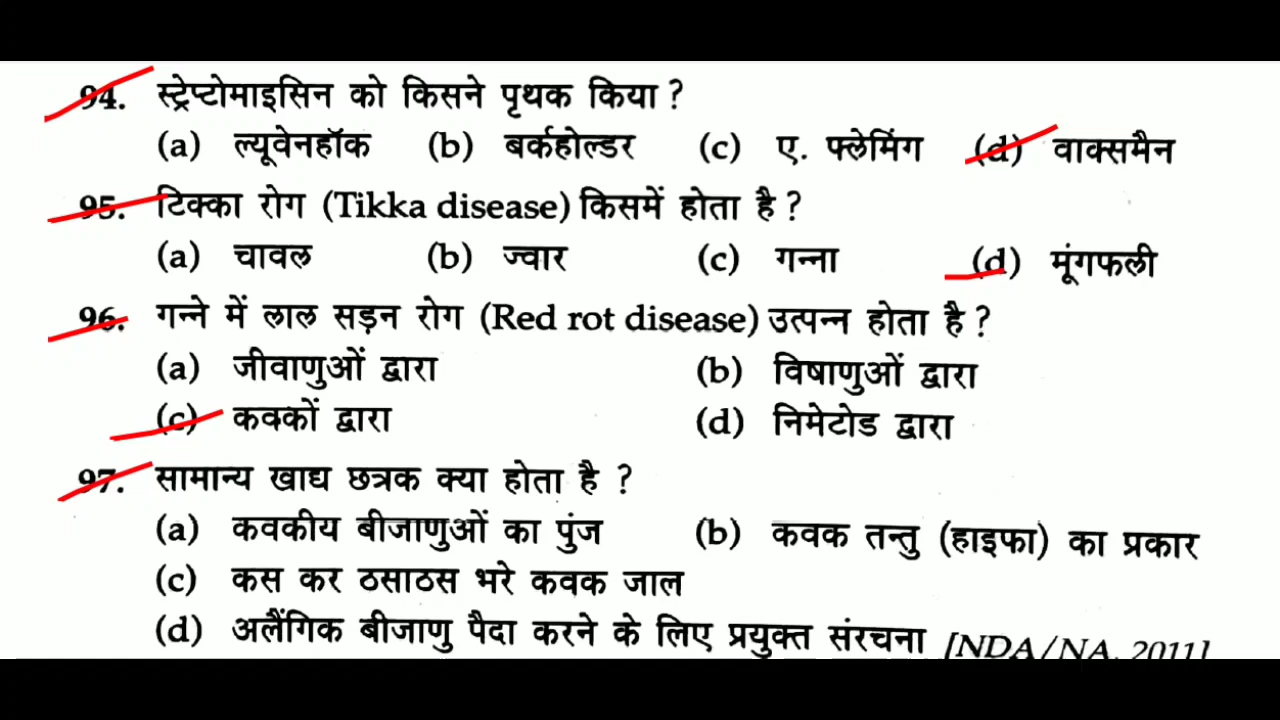 94. स्ट्रेप्टोमाइसिन को किसने पृथक किया ?
(a) ल्यूवेनहॉक (b) बर्कहोल्डर (c) ए. फ्लेमिंग (d) वाक्समैन
95. टिक्का रोग (Tikka disease) किसमें होता है ?
(a) चावल (b) ज्वार (c) गन्ना (d) मूंगफली
96. गन्ने में लाल सड़न रोग (Red rot disease) उत्पन्न होता है ?
(a) जीवाणुओं द्वारा (b) विषाणुओं द्वारा
(c) कवकों द्वारा (d) निमेटोड द्वारा
97. सामान्य खाद्य छत्रक क्या होता है ?
(a) कवकीय बीजाणुओं का पुंज (b) कवक तन्तु (हाइफा) का प्रकार
(c) कस कर ठसाठस भरे कवक जाल
(d) अलैंगिक बीजाणु पैदा करने के लिए प्रयुक्त संरचना [NDA/NA, 2011]